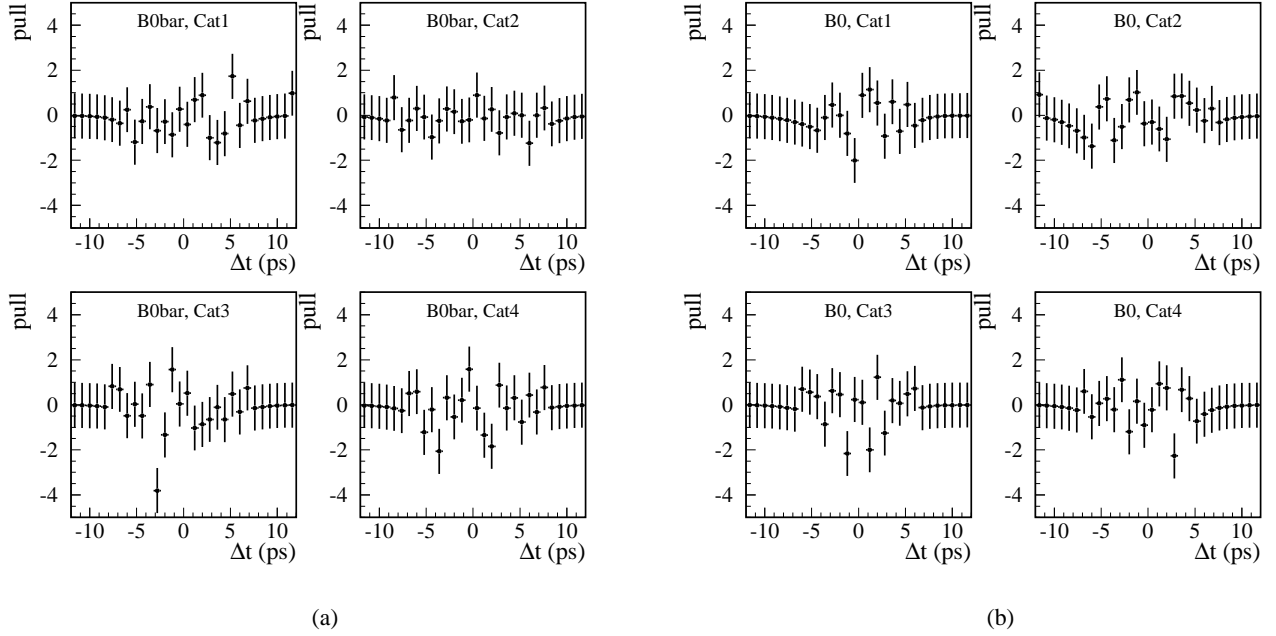 pull
B0bar, Cat1
4
2
0
-2
-4
-10 -5 0 5 10
Δt (ps)
pull
B0bar, Cat2
4
2
0
-2
-4
-10 -5 0 5 10
Δt (ps)
pull
B0bar, Cat3
4
2
0
-2
-4
-10 -5 0 5 10
Δt (ps)
pull
B0bar, Cat4
4
2
0
-2
-4
-10 -5 0 5 10
Δt (ps)
(a)
pull
B0, Cat1
4
2
0
-2
-4
-10 -5 0 5 10
Δt (ps)
pull
B0, Cat2
4
2
0
-2
-4
-10 -5 0 5 10
Δt (ps)
pull
B0, Cat3
4
2
0
-2
-4
-10 -5 0 5 10
Δt (ps)
pull
B0, Cat4
4
2
0
-2
-4
-10 -5 0 5 10
Δt (ps)
(b)